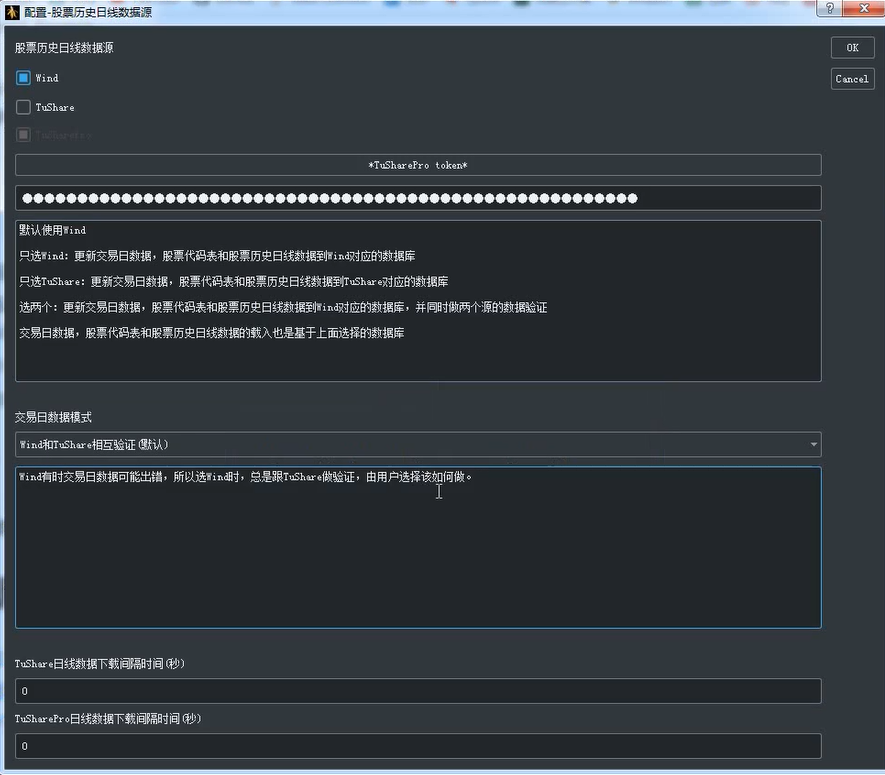 配置-股票历史日线数据源
股票历史日线数据源
OK
Wind
Cancel
TuShare
*TuSharePro token*
默认使用Wind
只选Wind: 更新交易日数据, 股票代码表和股票历史日线数据到Wind对应的数据库
只选TuShare: 更新交易日数据, 股票代码表和股票历史日线数据到TuShare对应的数据库
选两个: 更新交易日数据, 股票代码表和股票历史日线数据到Wind对应的数据库, 并同时做两个源的数据验证
交易日数据, 股票代码表和股票历史日线数据的载入也是基于上面选择的数据库
交易日数据模式
Wind和TuShare相互验证(默认)
Wind有时交易日数据可能出错, 所以选Wind时, 总是跟TuShare做验证, 由用户选择该如何做。
TuShare日线数据下载间隔时间(秒)
0
TuSharePro日线数据下载间隔时间(秒)
0